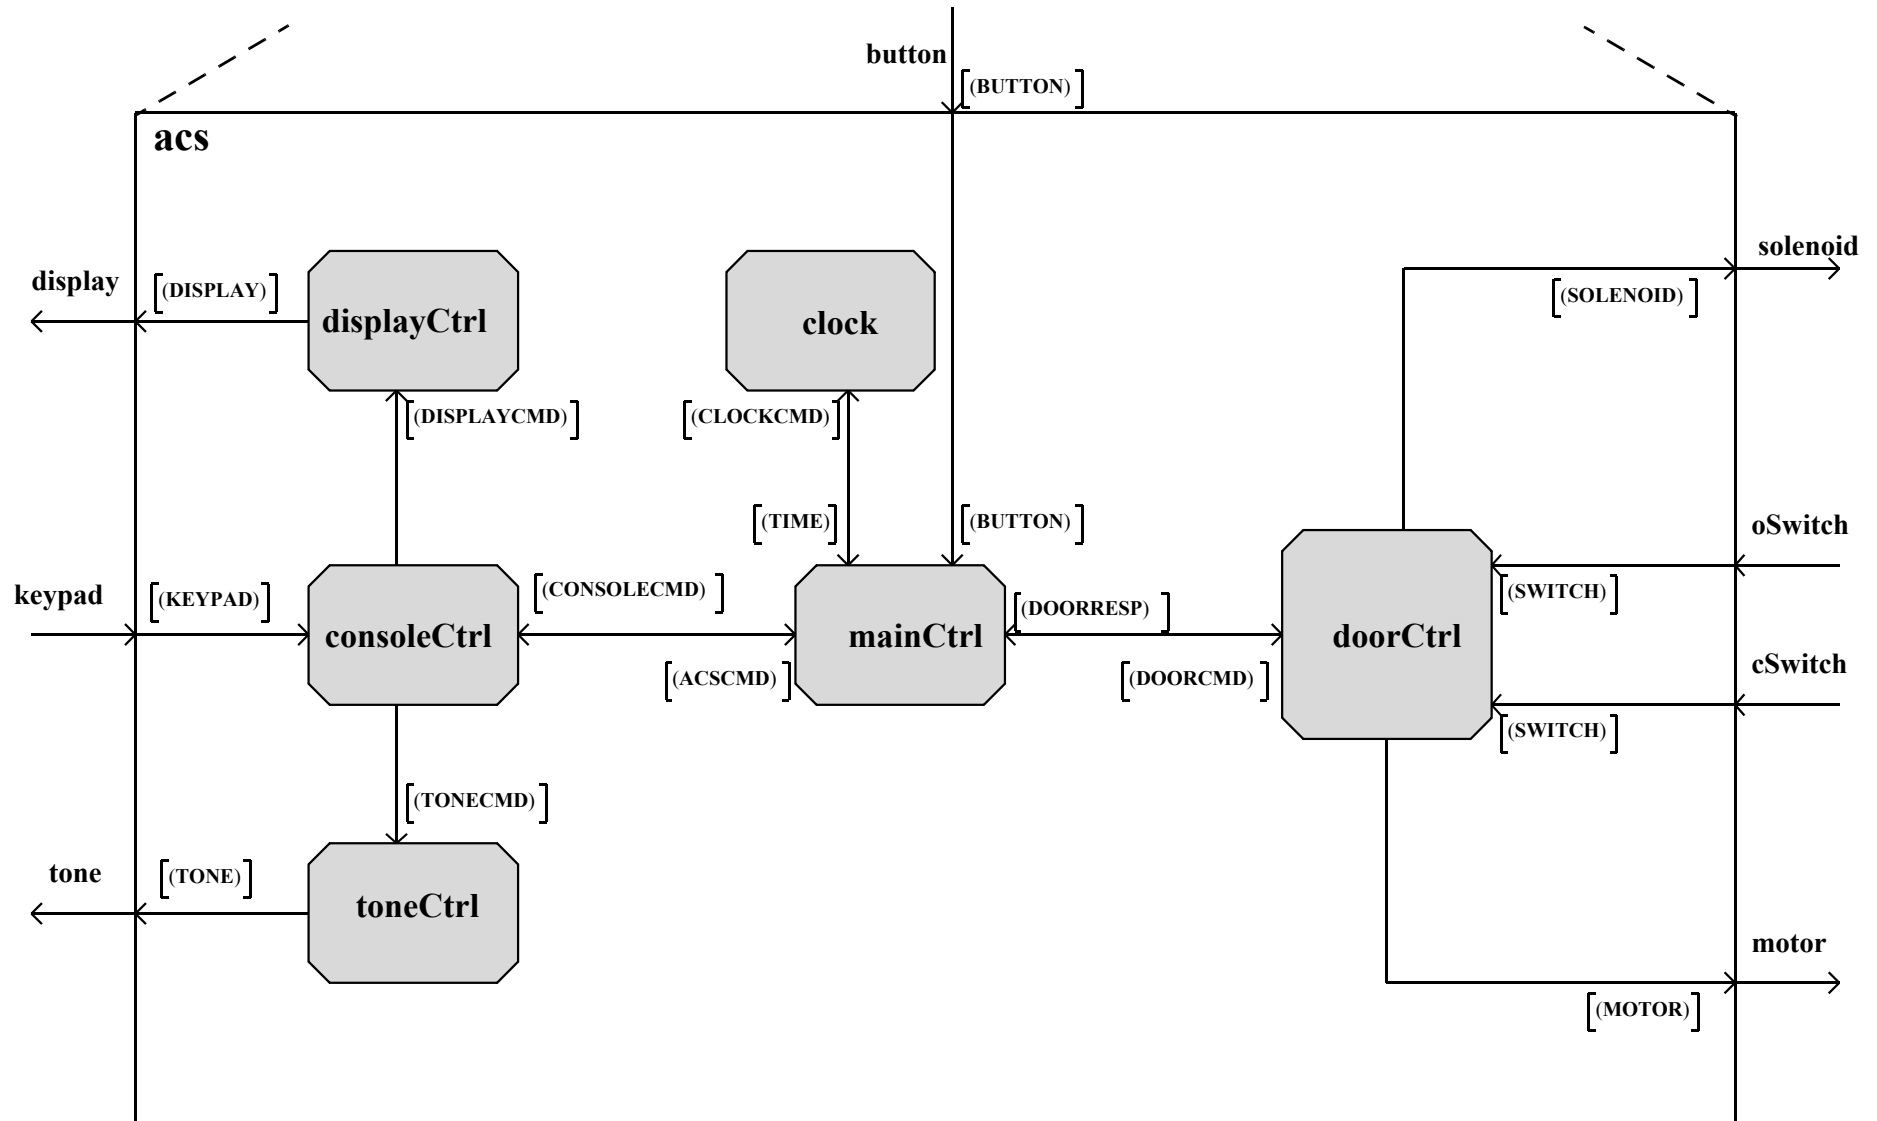 button
[(BUTTON)]
acs
solenoid
display
[(DISPLAY)]
[(SOLENOID)]
displayCtrl
clock
[(DISPLAYCMD)]
[(CLOCKCMD)]
[(TIME)]
[(BUTTON)]
oSwitch
keypad
[(KEYPAD)]
[(CONSOLECMD)]
[(SWITCH)]
[(DOORRESP)]
consoleCtrl
mainCtrl
doorCtrl
cSwitch
[(ACSCMD)]
[(DOORCMD)]
[(SWITCH)]
[(TONECMD)]
tone
[(TONE)]
toneCtrl
motor
[(MOTOR)]